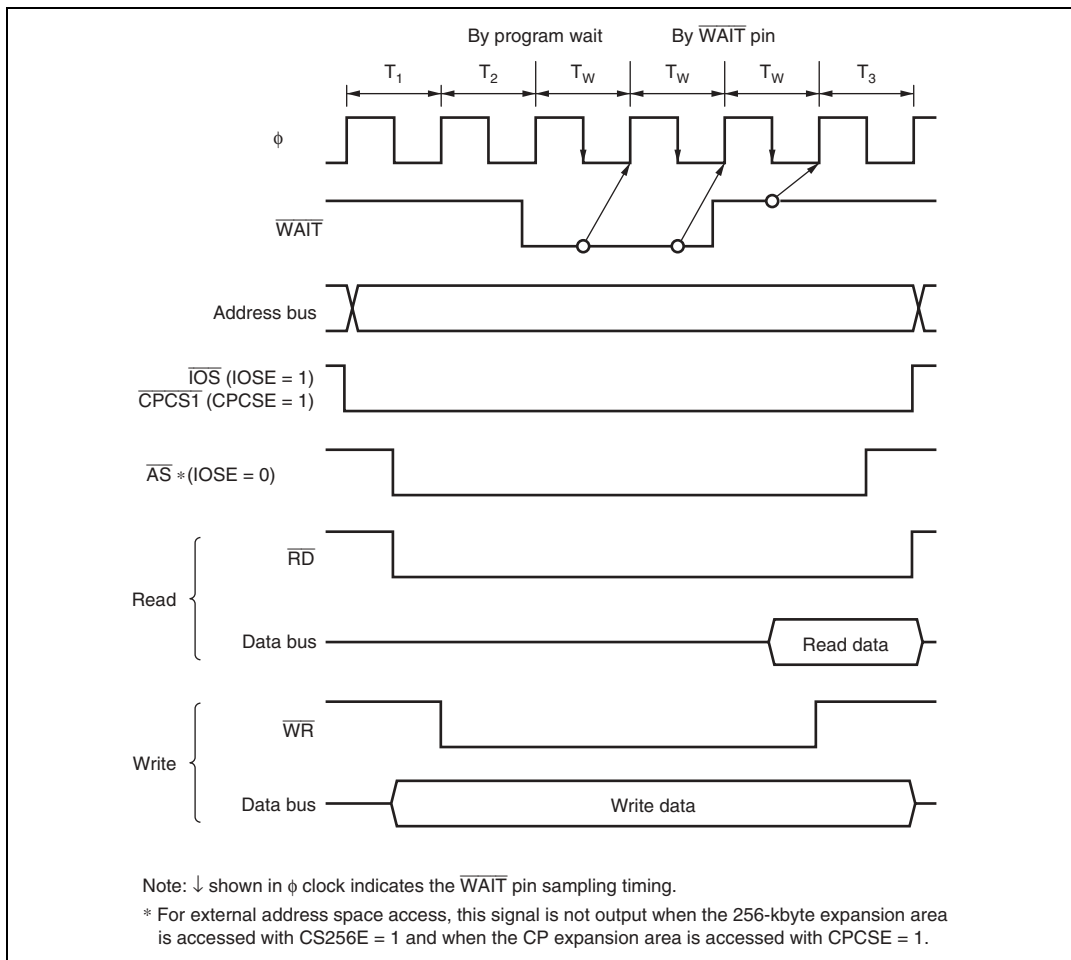 By program wait By WAIT pin
T1 T2 TW TW TW T3
ϕ
WAIT
Address bus
IOS (IOSE = 1)
CPCS1 (CPCSE = 1)
AS * (IOSE = 0)
RD
Read
Data bus
Read data
WR
Write
Data bus
Write data
Note: ↓ shown in ϕ clock indicates the WAIT pin sampling timing.
* For external address space access, this signal is not output when the 256-kbyte expansion area
is accessed with CS256E = 1 and when the CP expansion area is accessed with CPCSE = 1.